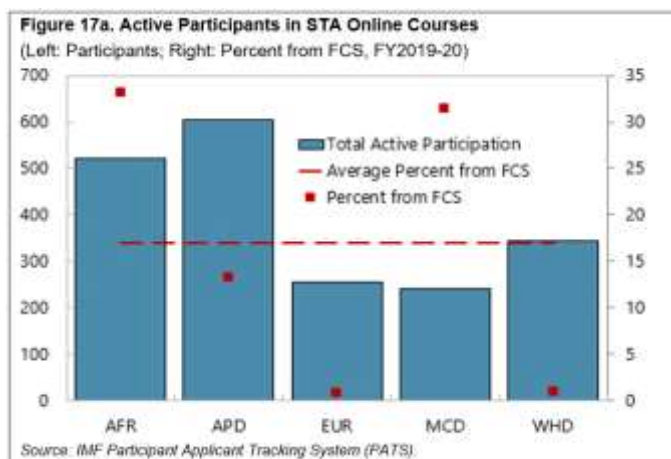 Figure 17a. Active Participants in STA Online Courses
(Left: Participants; Right: Percent from FCS, FY2019-20)
700
600
500
400
300
200
100
0
35
30
25
20
15
10
5
0
Total Active Participation
Average Percent from FCS
Percent from FCS
AFR APD EUR MCD WHD
Source: IMF Participant Applicant Tracking System (PATS).